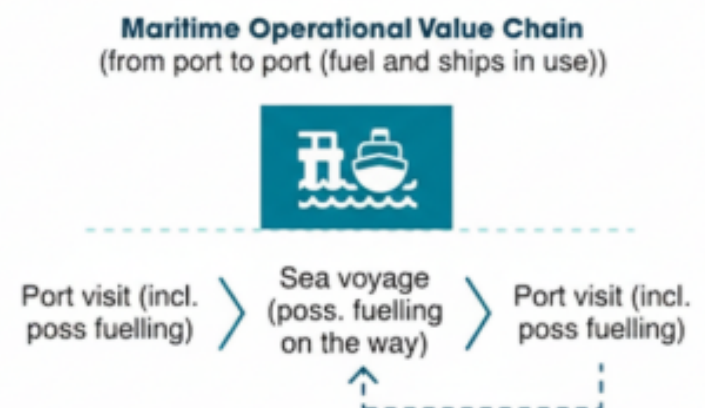 Maritime Operational Value Chain
(from port to port (fuel and ships in use))
Port visit (incl.
poss fuelling)
Sea voyage
(poss. fuelling
on the way)
Port visit (incl.
poss fuelling)